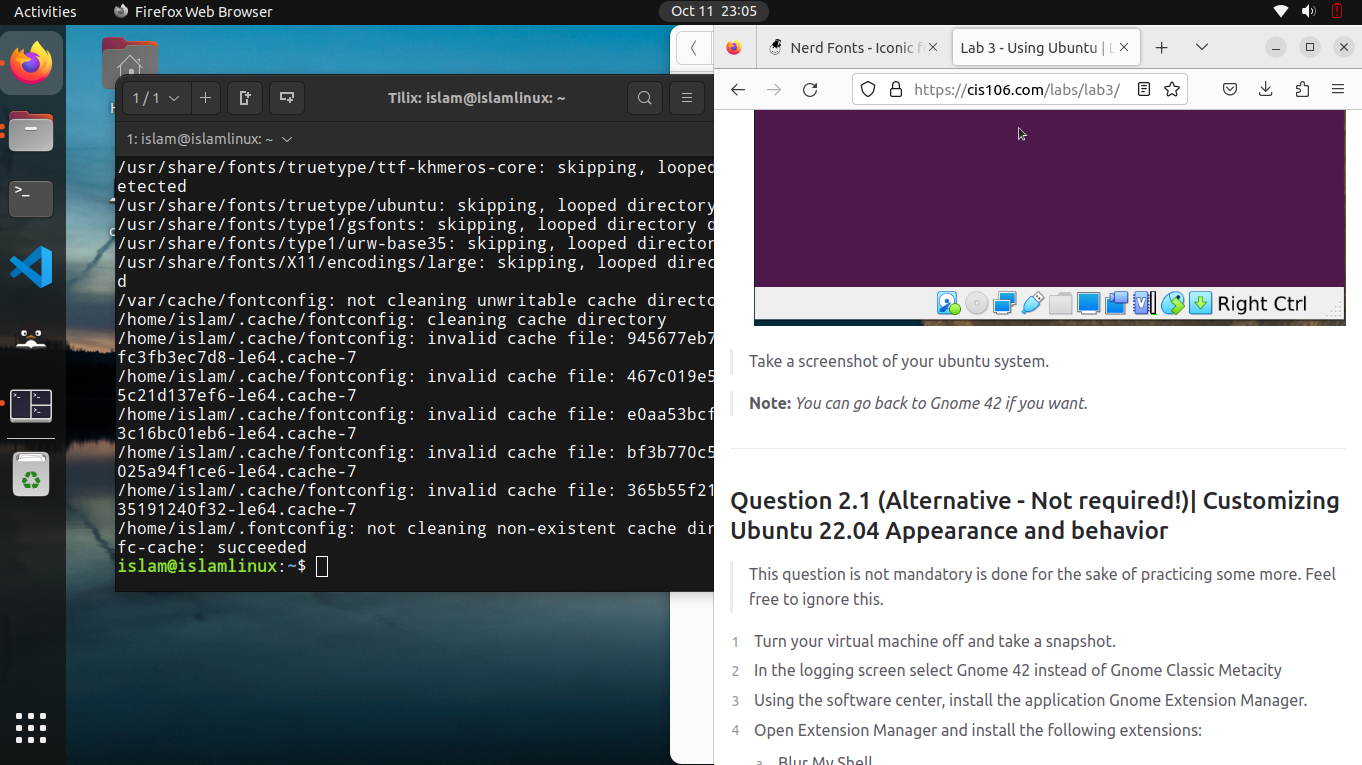 Activities
Firefox Web Browser
Oct 11 23:05
1 / 1
Tilix: islam@islamlinux: ~
1: islam@islamlinux: ~
/usr/share/fonts/truetype/ttf-khmeros-core: skipping, looped
etected
/usr/share/fonts/truetype/ubuntu: skipping, looped directory
/usr/share/fonts/type1/gsfonts: skipping, looped directory d
/usr/share/fonts/type1/urw-base35: skipping, looped director
/usr/share/fonts/X11/encodings/large: skipping, looped direc
d
/var/cache/fontconfig: not cleaning unwritable cache directo
/home/islam/.cache/fontconfig: cleaning cache directory
/home/islam/.cache/fontconfig: invalid cache file: 945677eb7
fc3fb3ec7d8-le64.cache-7
/home/islam/.cache/fontconfig: invalid cache file: 467c019e5
5c21d137ef6-le64.cache-7
/home/islam/.cache/fontconfig: invalid cache file: e0aa53bcf
3c16bc01eb6-le64.cache-7
/home/islam/.cache/fontconfig: invalid cache file: bf3b770c5
025a94f1ce6-le64.cache-7
/home/islam/.cache/fontconfig: invalid cache file: 365b55f21
35191240f32-le64.cache-7
/home/islam/.fontconfig: not cleaning non-existent cache dir
fc-cache: succeeded
islam@islamlinux:~$
Nerd Fonts - Iconic f
Lab 3 - Using Ubuntu | L
https://cis106.com/labs/lab3/
Right Ctrl
Take a screenshot of your ubuntu system.
Note: You can go back to Gnome 42 if you want.
Question 2.1 (Alternative - Not required!)| Customizing
Ubuntu 22.04 Appearance and behavior
This question is not mandatory is done for the sake of practicing some more. Feel
free to ignore this.
1 Turn your virtual machine off and take a snapshot.
2 In the logging screen select Gnome 42 instead of Gnome Classic Metacity
3 Using the software center, install the application Gnome Extension Manager.
4 Open Extension Manager and install the following extensions:
a Blur My Shell